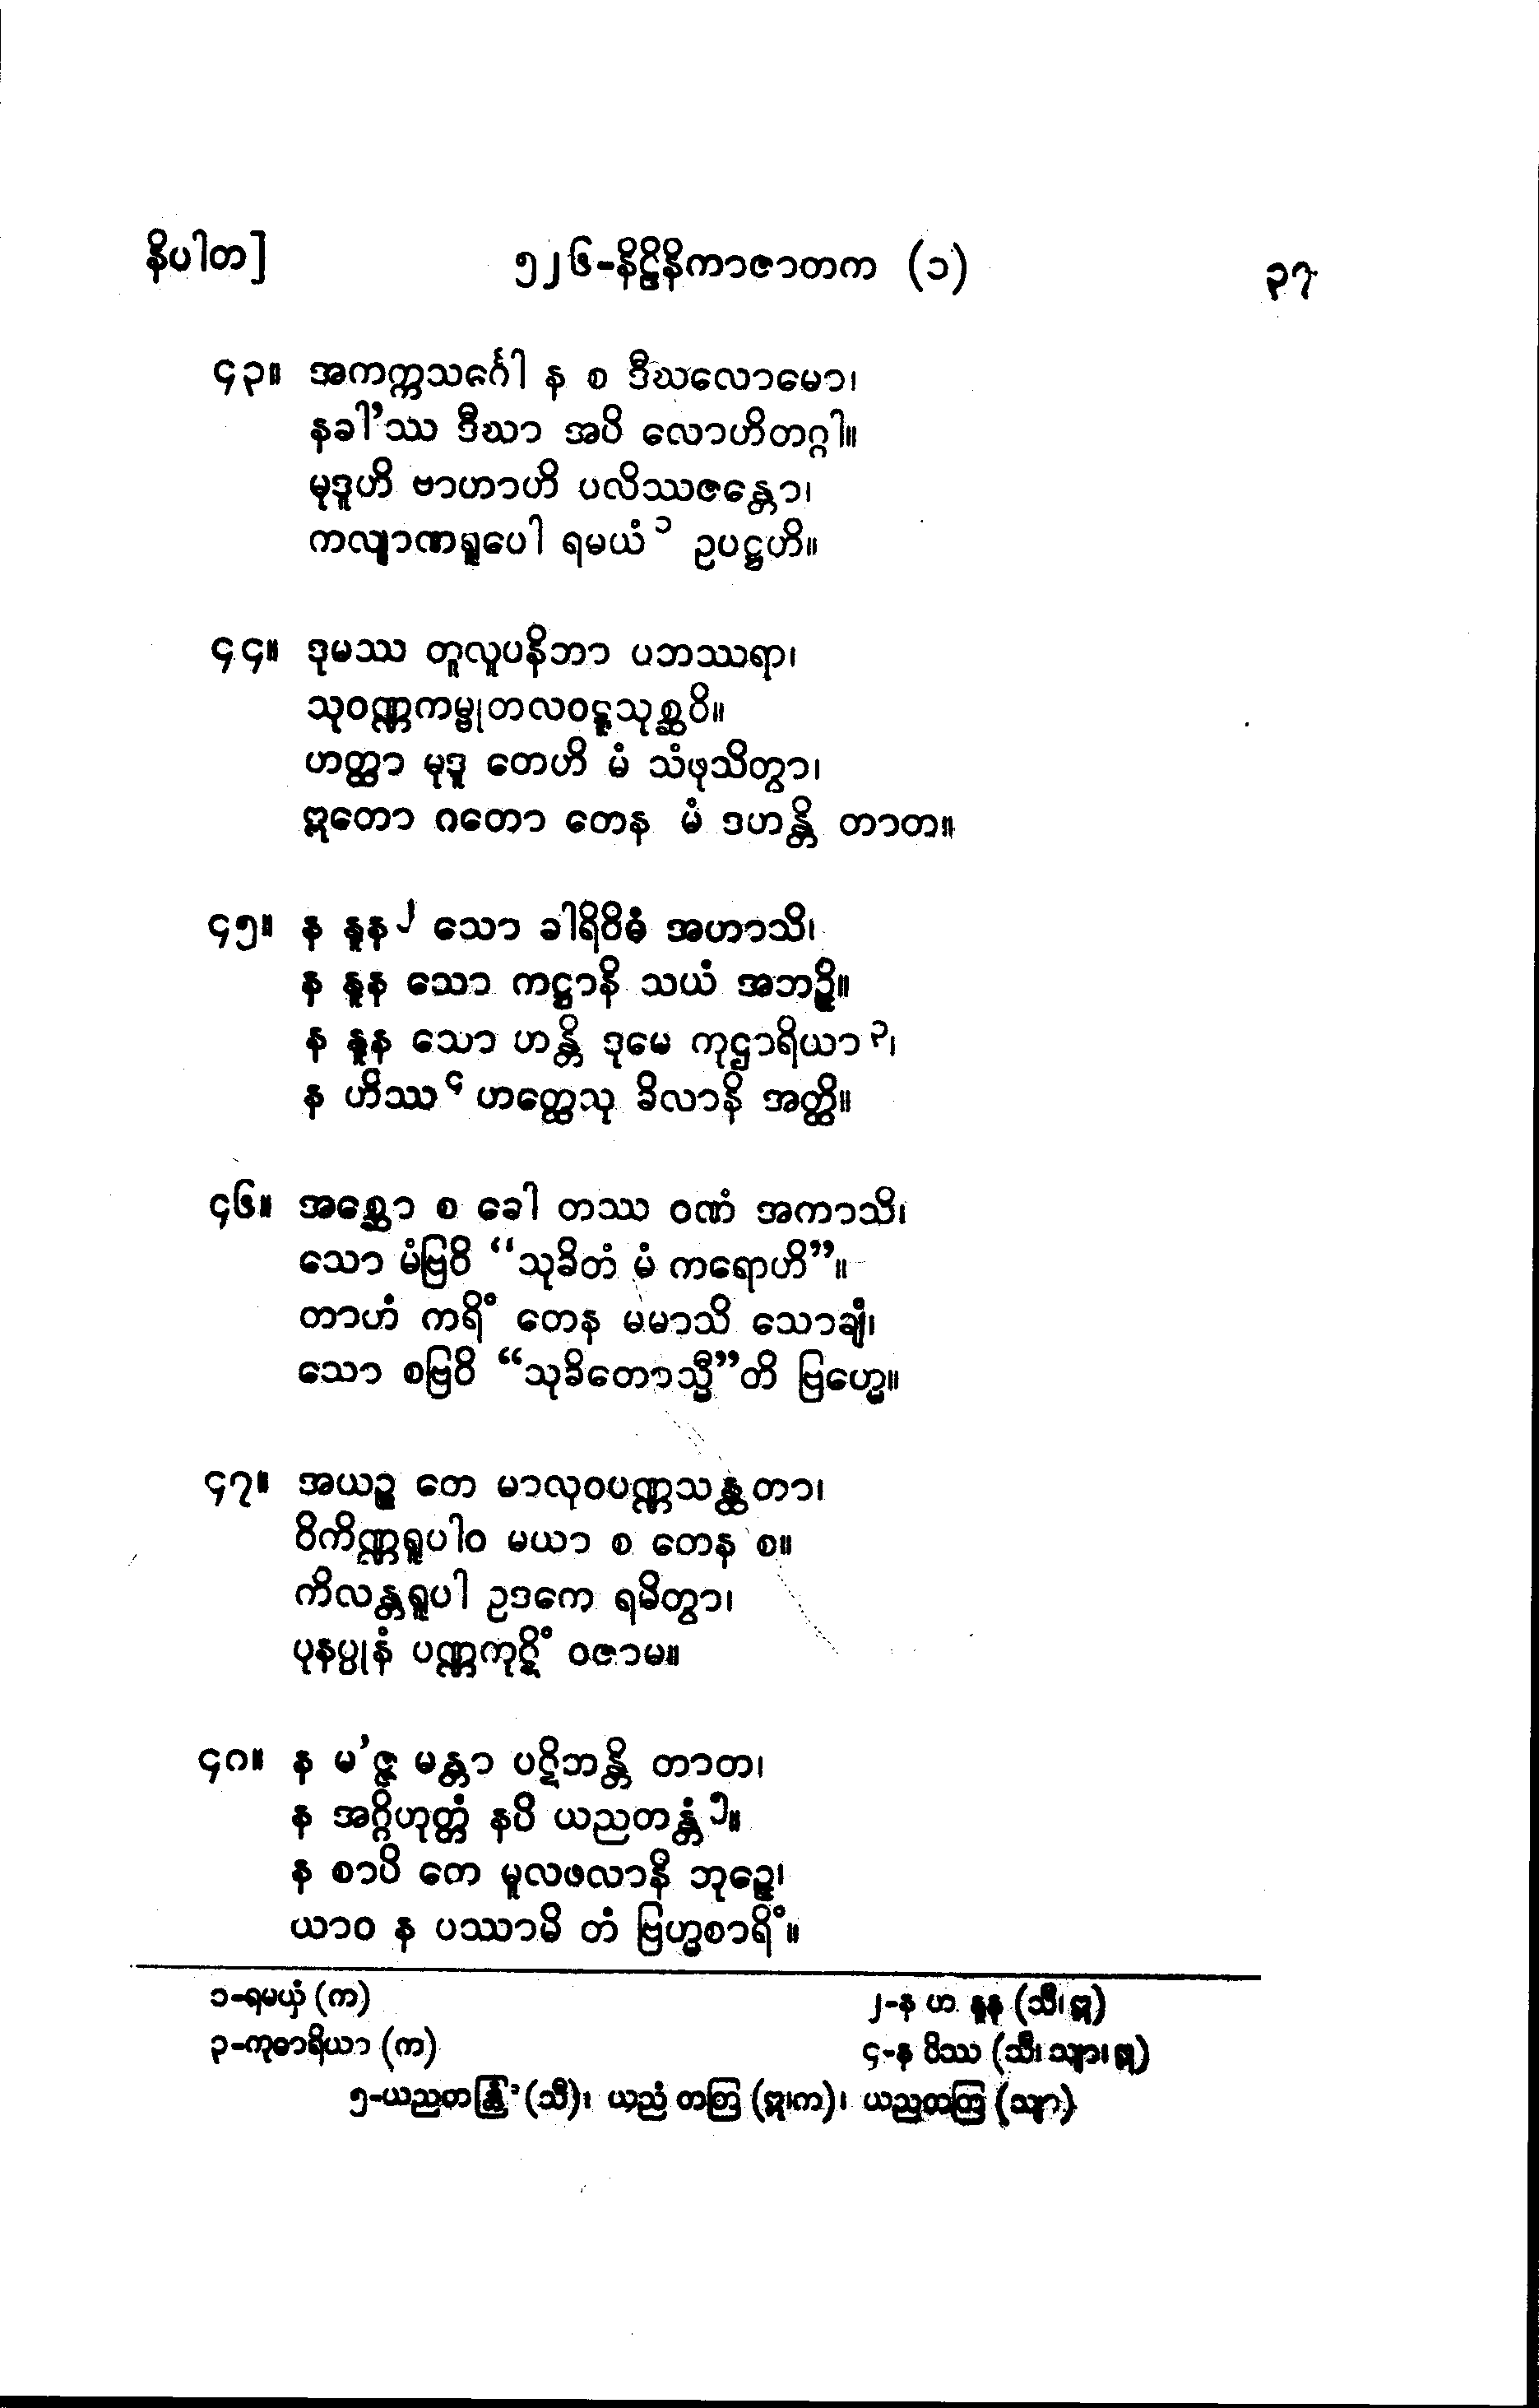 နိပါတ]
၅၂၆-နိဠိနိကာဇာတက (၁)
၃၇
၄၃။ အကက္ကသင်္ဂေါ န စ ဒီဃလောမော၊
နခါ’ဿ ဒီဃာ အပိ လောဟိတဂ္ဂါ။
မုဒူဟိ ဗာဟာဟိ ပလိဿဇန္တော၊
ကလျာဏရူပေါ ရမယံ ၁ ဥပဋ္ဌဟိ။
၄၄။ ဒုမဿ တူလူပနိဘာ ပဘဿရာ၊
သုဝဏ္ဏကမ္ဗုတလဝဋ္ဋသုစ္ဆဝိ။
ဟတ္ထာ မုဒူ တေဟိ မံ သံဖုသိတွာ၊
ဣတော ဂတော တေန မံ ဒဟန္တိ တာတ။
၄၅။ န နူန ၂ သော ခါရိဝိဓံ အဟာသိ၊
န နူန သော ကဋ္ဌာနိ သယံ အဘဉ္ဇိ။
န နူန သော ဟန္တိ ဒုမေ ကုဌာရိယာ ၃၊
န ဟိဿ ၄ ဟတ္ထေသု ခိလာနိ အတ္ထိ။
၄၆။ အစ္ဆော စ ခေါ တဿ ဝဏံ အကာသိ၊
သော မံဗြဝိ “သုခိတံ မံ ကရောဟိ”။
တာဟံ ကရိံ တေန မမာသိ သောချံ၊
သော စဗြဝိ “သုခိတောသ္မီ”တိ ဗြဟ္မေ။
၄၇။ အယဉ္စ တေ မာလုဝပဏ္ဏသန္ထတာ၊
ဝိကိဏ္ဏရူပါဝ မယာ စ တေန စ။
ကိလန္တရူပါ ဥဒကေ ရမိတွာ၊
ပုနပ္ပုနံ ပဏ္ဏကုဋိံ ဝဇာမ။
၄၈။ န မ’ဇ္ဇ မန္တာ ပဋိဘန္တိ တာတ၊
န အဂ္ဂိဟုတ္တံ နပိ ယညတန္တံ ၅။
န စာပိ တေ မူလဖလာနိ ဘုဉ္ဇေ၊
ယာဝ န ပဿာမိ တံ ဗြဟ္မစာရိံ။
၁-ရမယှံ (က)
၂-န ဟ နူန (သီ၊ ဣ)
၃-ကုဓာရိယာ (က)
၄-န ပိဿ (သီ၊ သျာ၊ ဣ)
၅-ယညတန္တြံ (သီ)၊ ယညံ တတြ (ဣ၊က)၊ ယညတတြ (သျာ)